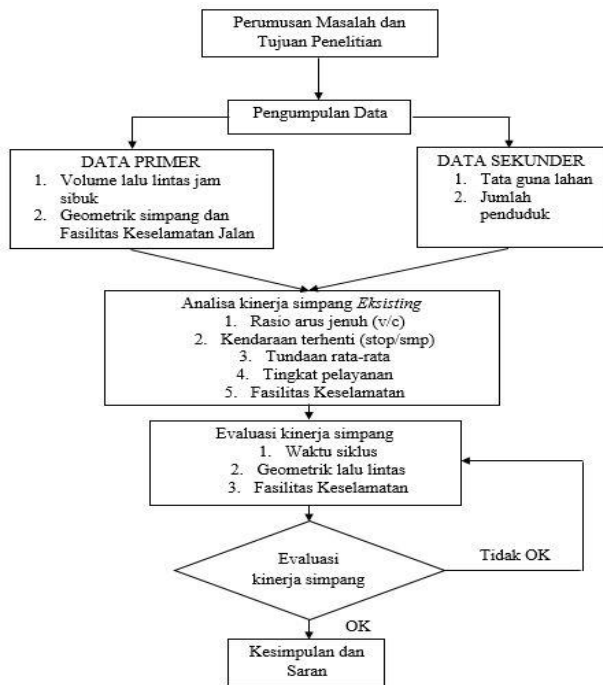 Perumusan Masalah dan
Tujuan Penelitian
Pengumpulan Data
DATA PRIMER
1. Volume lalu lintas jam
sibuk
2. Geometrik simpang dan
Fasilitas Keselamatan Jalan
DATA SEKUNDER
1. Tata guna lahan
2. Jumlah
penduduk
Analisa kinerja simpang Eksisting
1. Rasio arus jenuh (v/c)
2. Kendaraan terhenti (stop/smp)
3. Tundaan rata-rata
4. Tingkat pelayanan
5. Fasilitas Keselamatan
Evaluasi kinerja simpang
1. Waktu siklus
2. Geometrik lalu lintas
3. Fasilitas Keselamatan
Evaluasi
kinerja simpang
Tidak OK
OK
Kesimpulan dan
Saran